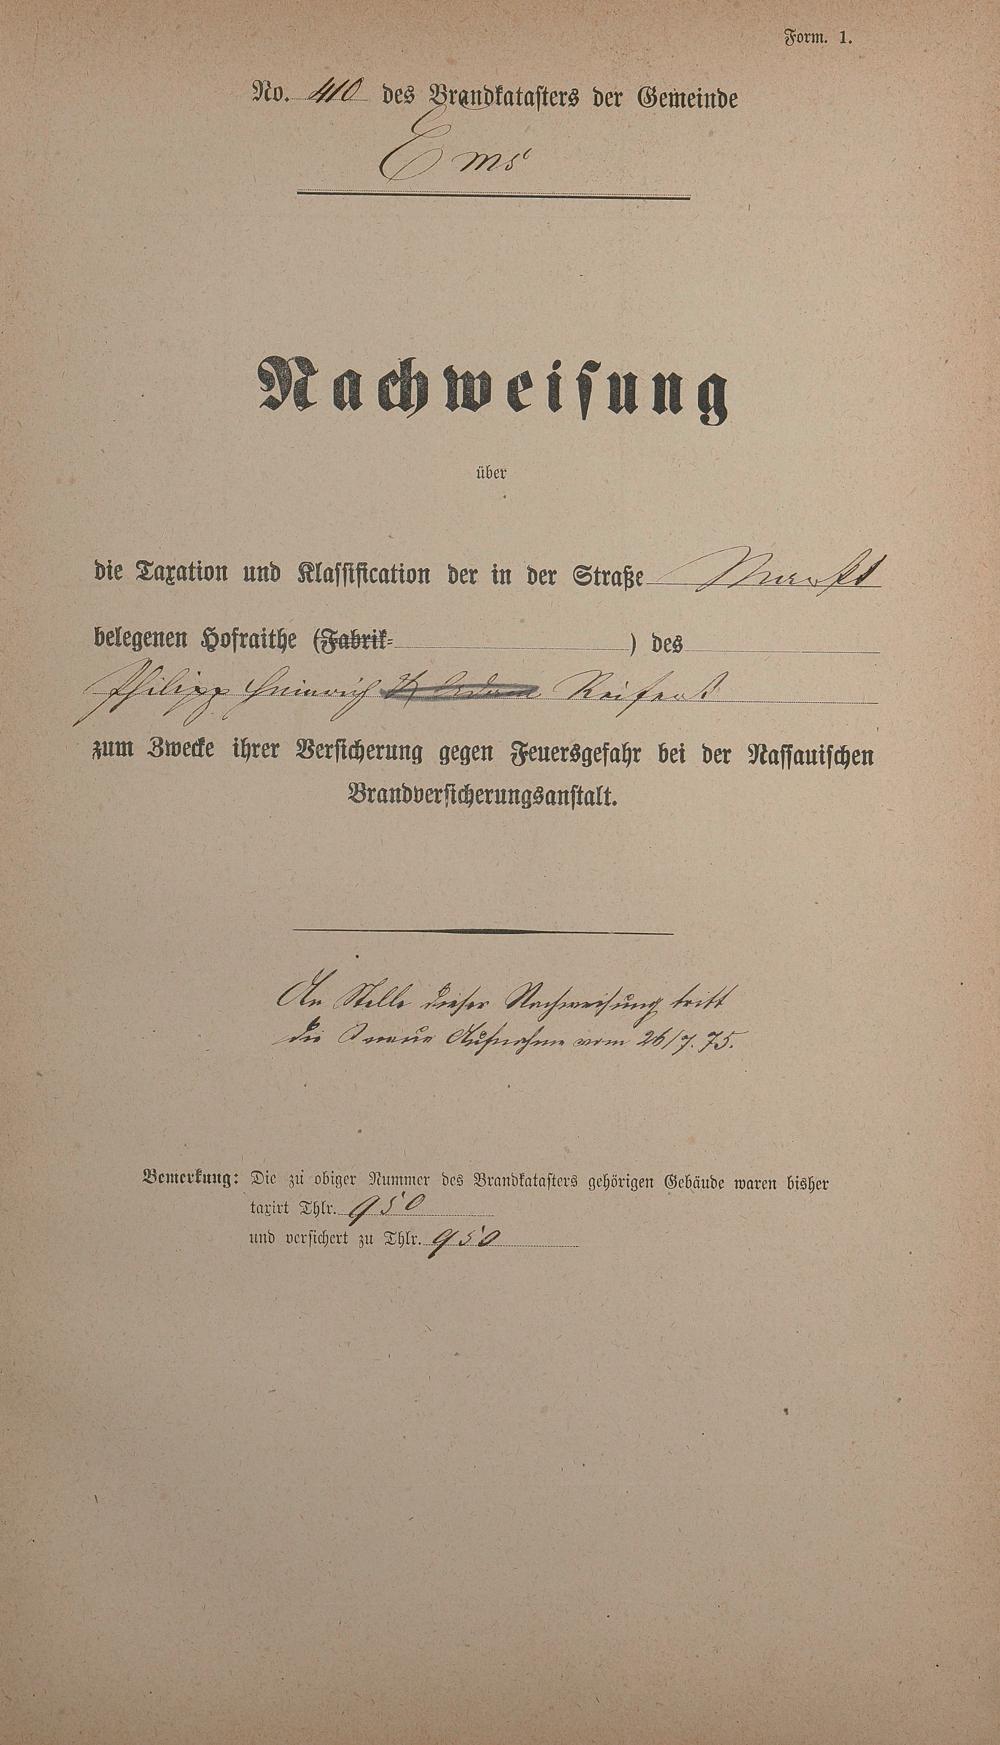 Form. 1.
No. 410 des Brandkatasters der Gemeinde
Ems
Nachweisung
über
die Taxation und Klassification der in der Straße Markt
belegenen Hofraithe (Fabrik- ) des
Philipp Heinrich Adam Reifert
zum Zwecke ihrer Versicherung gegen Feuersgefahr bei der Nassauischen
Brandversicherungsanstalt.
An Stelle dieser Nachweisung tritt
die neue Aufnahme vom 26/7. 75.
Bemerkung: Die zu obiger Nummer des Brandkatasters gehörigen Gebäude waren bisher
taxirt Thlr. 950
und versichert zu Thlr. 950